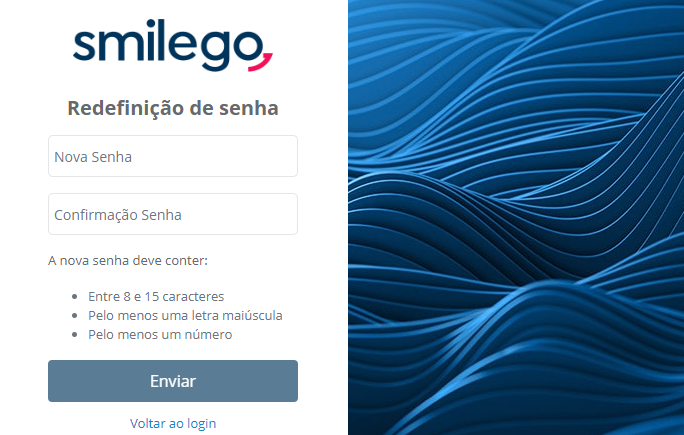 smilego
Redefinição de senha
Nova Senha
Confirmação Senha
A nova senha deve conter:
Entre 8 e 15 caracteres
Pelo menos uma letra maiúscula
Pelo menos um número
Enviar
Voltar ao login